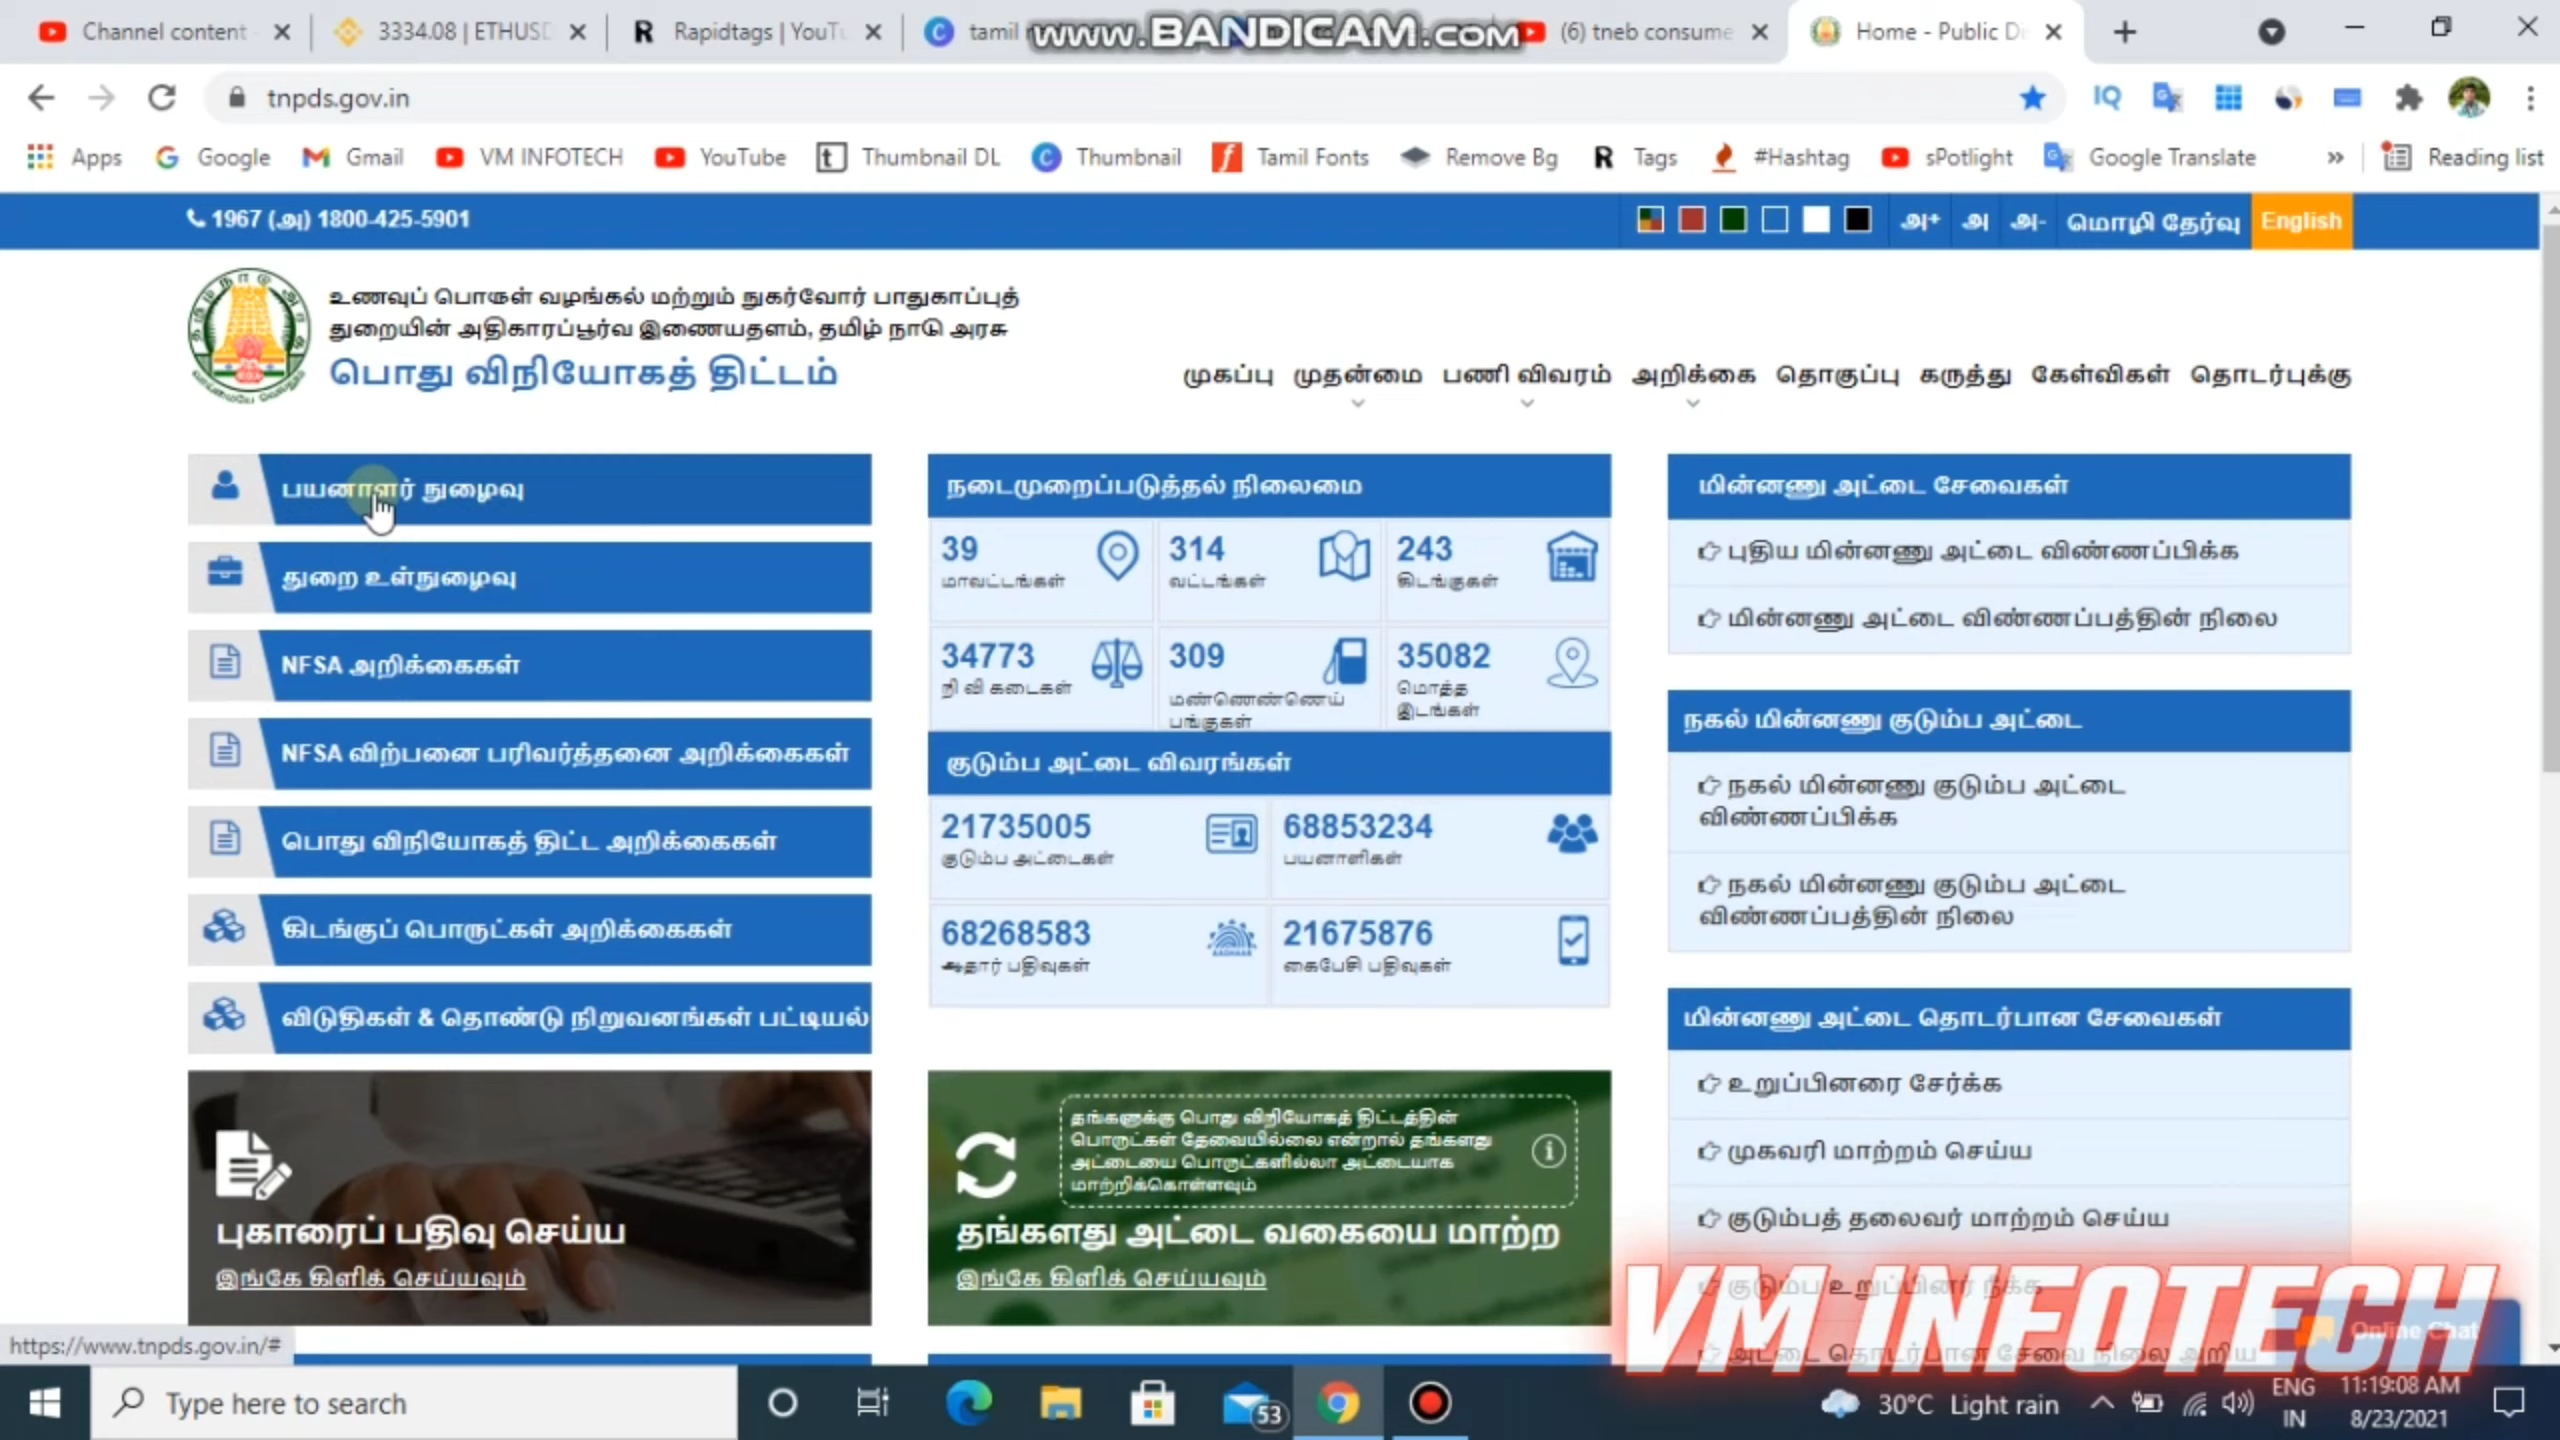 Channel content
3334.08 | ETHUSD
Rapidtags | YouTu
tamil
www.BANDICAM.com
(6) tneb consume
Home - Public Di
tnpds.gov.in
Apps
Google
Gmail
VM INFOTECH
YouTube
Thumbnail DL
Thumbnail
Tamil Fonts
Remove Bg
Tags
#Hashtag
sPotlight
Google Translate
Reading list
1967 (அ) 1800-425-5901
அ+ அ அ- மொழி தேர்வு English
உணவுப் பொருள் வழங்கல் மற்றும் நுகர்வோர் பாதுகாப்புத்
துறையின் அதிகாரப்பூர்வ இணையதளம், தமிழ் நாடு அரசு
பொது விநியோகத் திட்டம்
முகப்பு முதன்மை பணி விவரம் அறிக்கை தொகுப்பு கருத்து கேள்விகள் தொடர்புக்கு
பயனாளர் நுழைவு
துறை உள்நுழைவு
NFSA அறிக்கைகள்
NFSA விற்பனை பரிவர்த்தனை அறிக்கைகள்
பொது விநியோகத் திட்ட அறிக்கைகள்
கிடங்குப் பொருட்கள் அறிக்கைகள்
விடுதிகள் & தொண்டு நிறுவனங்கள் பட்டியல்
புகாரைப் பதிவு செய்ய
இங்கே கிளிக் செய்யவும்
நடைமுறைப்படுத்தல் நிலைமை
39
மாவட்டங்கள்
314
வட்டங்கள்
243
கிடங்குகள்
34773
நி வி கடைகள்
309
மண்ணெண்ணெய்
பங்குகள்
35082
மொத்த
இடங்கள்
குடும்ப அட்டை விவரங்கள்
21735005
குடும்ப அட்டைகள்
68853234
பயனாளிகள்
68268583
ஆதார் பதிவுகள்
AADHAAR
21675876
கைபேசி பதிவுகள்
தங்களுக்கு பொது விநியோகத் திட்டத்தின்
பொருட்கள் தேவையில்லை என்றால் தங்களது
அட்டையை பொருட்களில்லா அட்டையாக
மாற்றிக்கொள்ளவும்
தங்களது அட்டை வகையை மாற்ற
இங்கே கிளிக் செய்யவும்
மின்னணு அட்டை சேவைகள்
புதிய மின்னணு அட்டை விண்ணப்பிக்க
மின்னணு அட்டை விண்ணப்பத்தின் நிலை
நகல் மின்னணு குடும்ப அட்டை
நகல் மின்னணு குடும்ப அட்டை
விண்ணப்பிக்க
நகல் மின்னணு குடும்ப அட்டை
விண்ணப்பத்தின் நிலை
மின்னணு அட்டை தொடர்பான சேவைகள்
உறுப்பினரை சேர்க்க
முகவரி மாற்றம் செய்ய
குடும்பத் தலைவர் மாற்றம் செய்ய
குடும்ப உறுப்பினர் நீக்க
அட்டை தொடர்பான சேவை நிலை அறிய
Online Chat
VM INFOTECH
https://www.tnpds.gov.in/#
Type here to search
53
30°C Light rain
ENG
IN
11:19:08 AM
8/23/2021